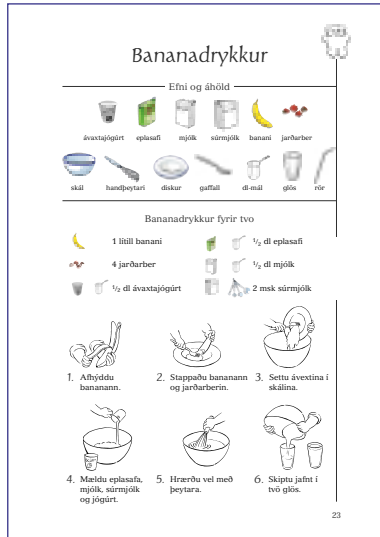 Bananadrykkur
Efni og áhöld
ávaxtajógúrt eplasafi mjólk súrmjólk banani jarðarber
skál handþeytari diskur gaffall dl-mál glös rör
Bananadrykkur fyrir tvo
1 lítill banani
½ dl eplasafi
4 jarðarber
½ dl mjólk
½ dl ávaxtajógúrt
2 msk súrmjólk
1. Afhýddu
bananann.
2. Stappaðu bananann
og jarðarberin.
3. Settu ávextina í
skálina.
4. Mældu eplasafa,
mjólk, súrmjólk
og jógúrt.
5. Hrærðu vel með
þeytara.
6. Skiptu jafnt í
tvö glös.
23